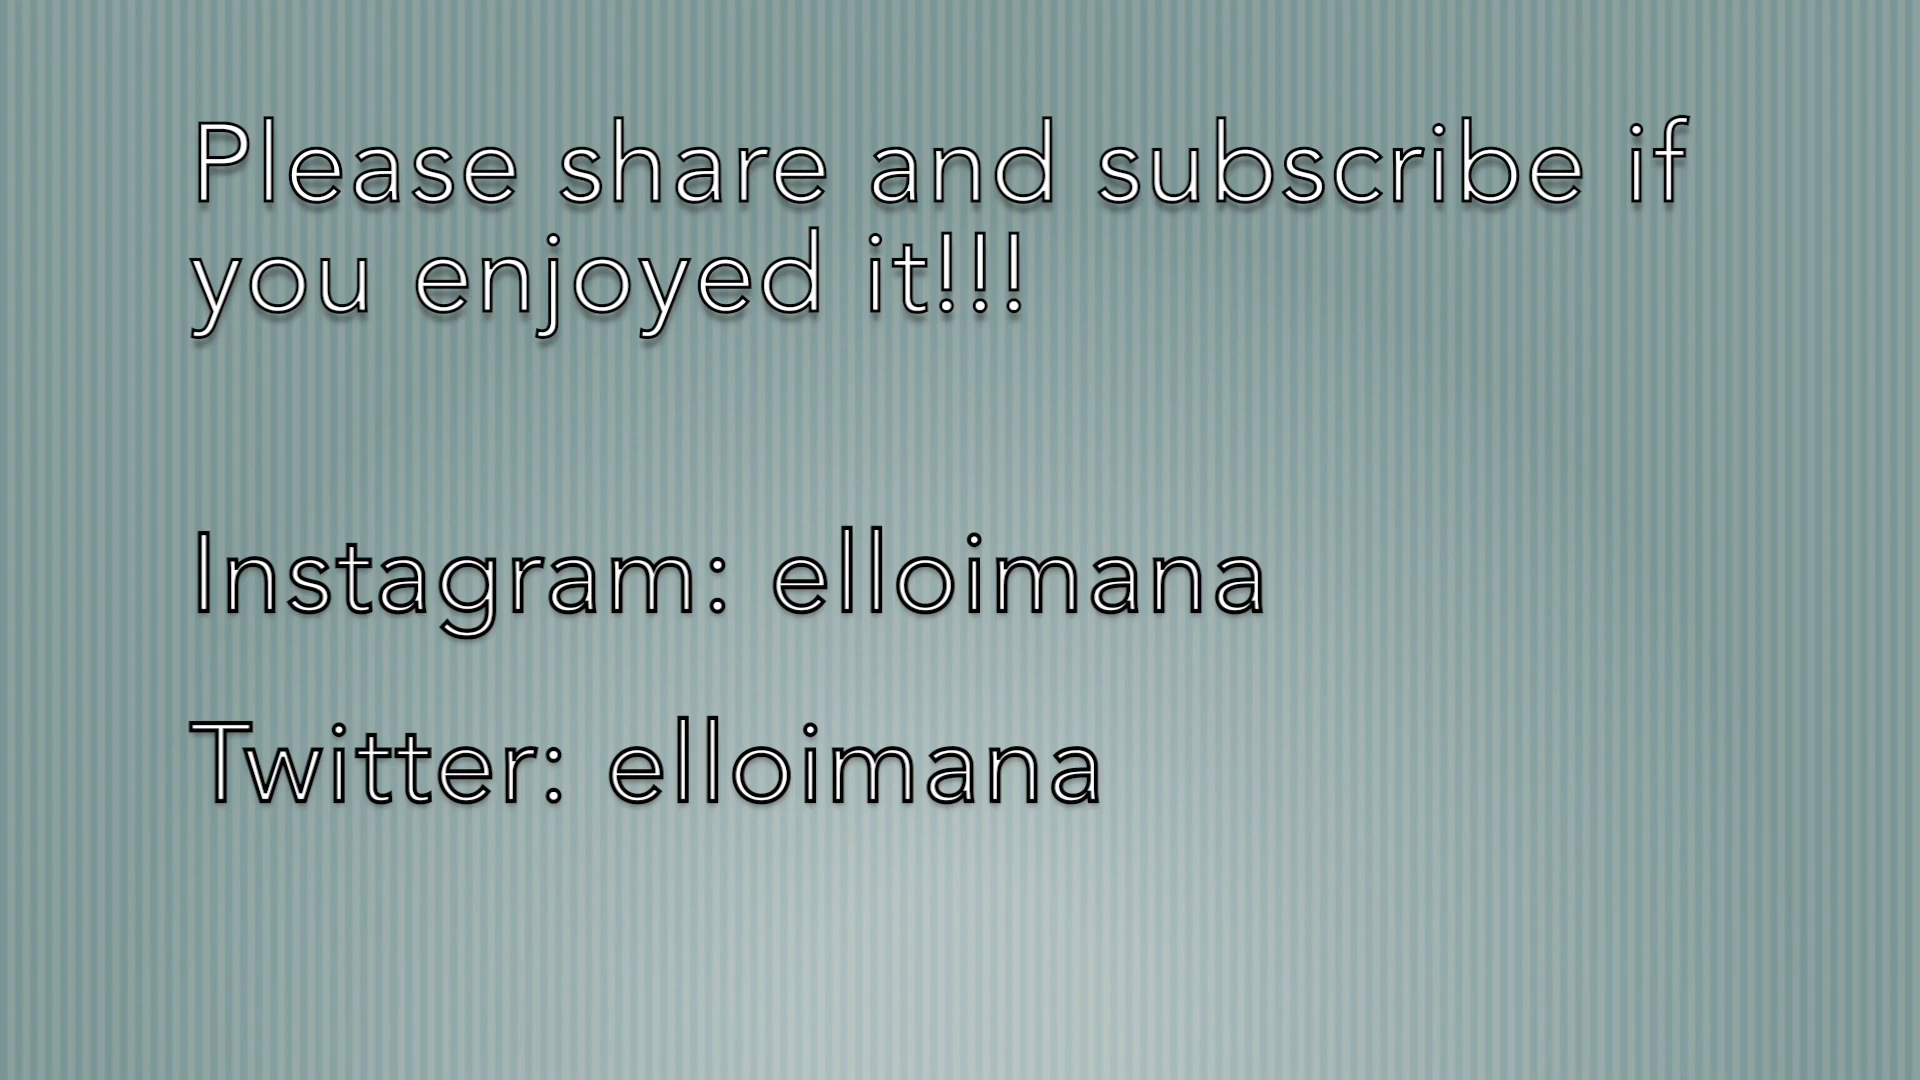 Please share and subscribe if
you enjoyed it!!!
Instagram: elloimana
Twitter: elloimana